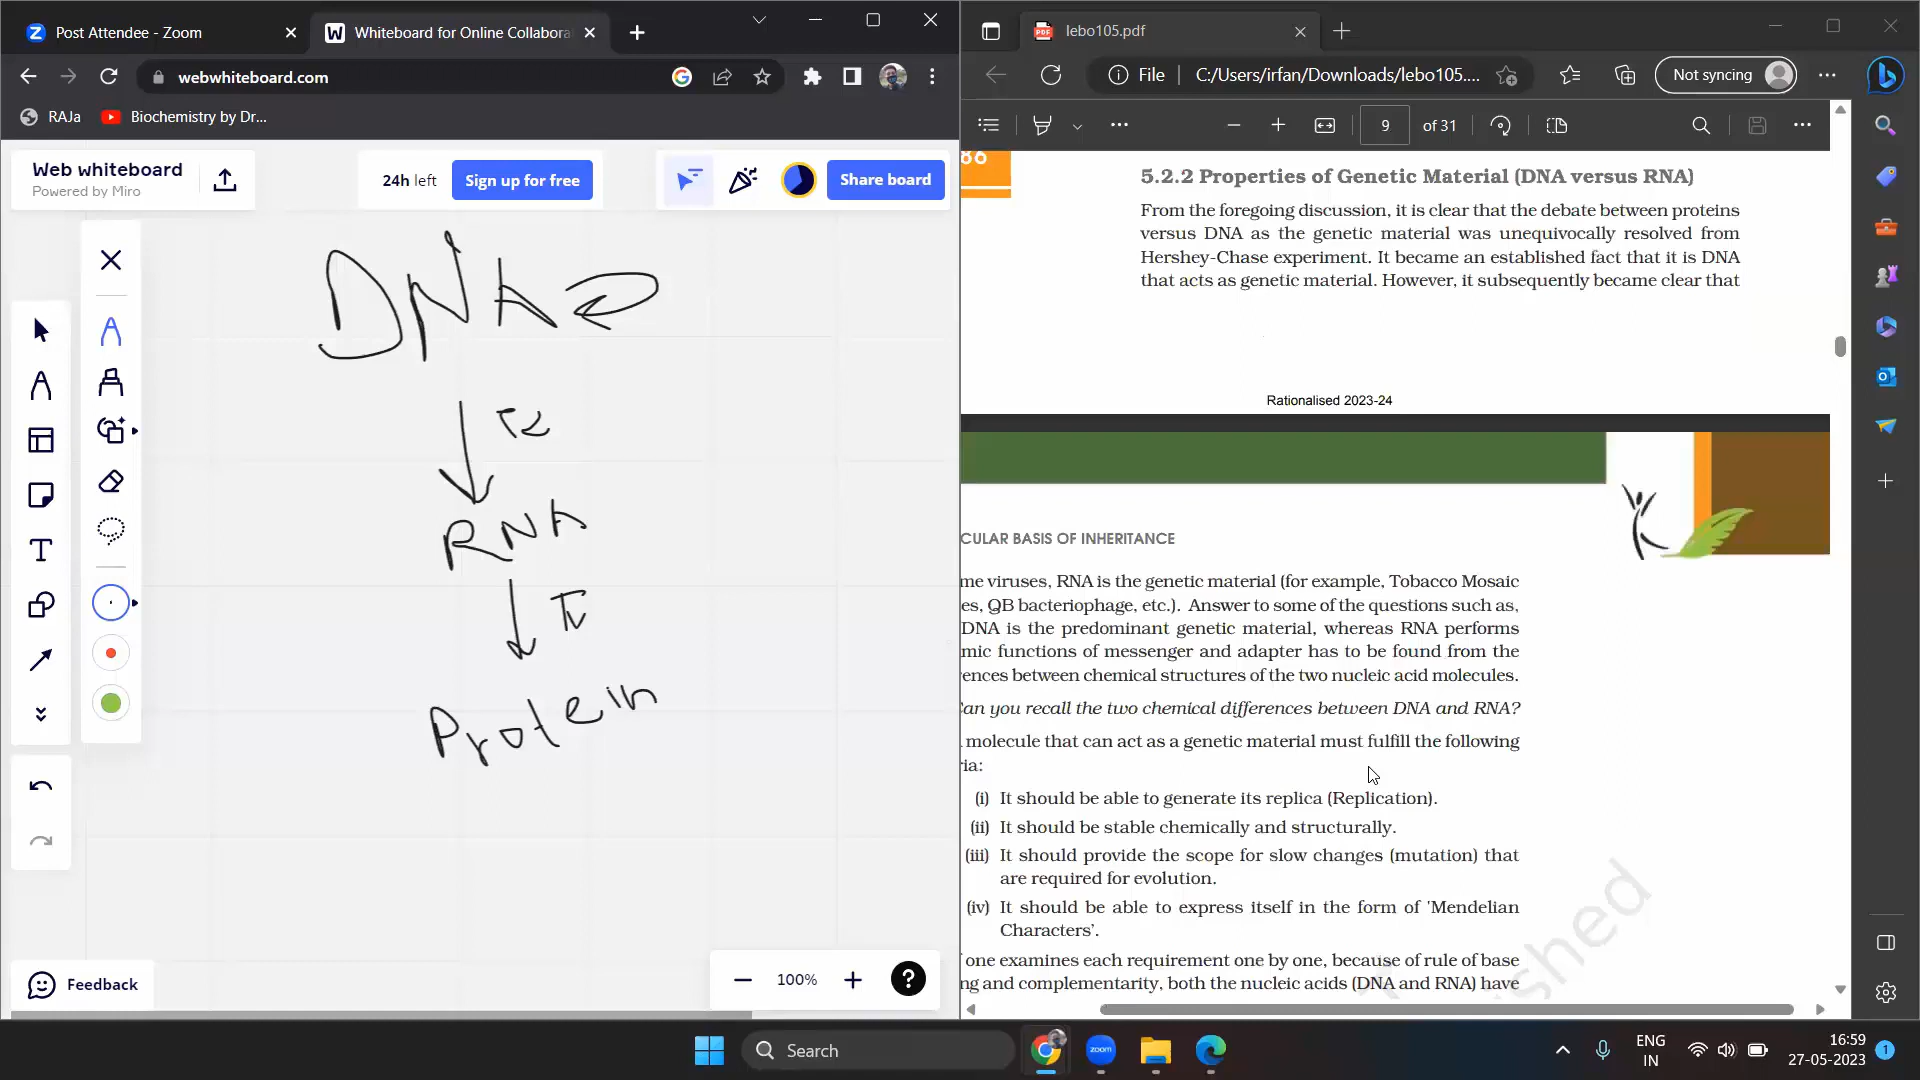 Post Attendee - Zoom
Whiteboard for Online Collabora
webwhiteboard.com
RAJa
Biochemistry by Dr...
Web whiteboard
Powered by Miro
24h left
Sign up for free
Share board
DNA
RNA
Protein
100%
Feedback
lebo105.pdf
File
C:/Users/irfan/Downloads/lebo105....
Not syncing
9 of 31
5.2.2 Properties of Genetic Material (DNA versus RNA)
From the foregoing discussion, it is clear that the debate between proteins
versus DNA as the genetic material was unequivocally resolved from
Hershey-Chase experiment. It became an established fact that it is DNA
that acts as genetic material. However, it subsequently became clear that
Rationalised 2023-24
CULAR BASIS OF INHERITANCE
me viruses, RNA is the genetic material (for example, Tobacco Mosaic
es, QB bacteriophage, etc.). Answer to some of the questions such as,
DNA is the predominant genetic material, whereas RNA performs
mic functions of messenger and adapter has to be found from the
ences between chemical structures of the two nucleic acid molecules.
Can you recall the two chemical differences between DNA and RNA?
molecule that can act as a genetic material must fulfill the following
ria:
(i) It should be able to generate its replica (Replication).
(ii) It should be stable chemically and structurally.
(iii) It should provide the scope for slow changes (mutation) that
are required for evolution.
(iv) It should be able to express itself in the form of 'Mendelian
Characters'.
f one examines each requirement one by one, because of rule of base
ng and complementarity, both the nucleic acids (DNA and RNA) have
shed
Search
ENG
IN
16:59
27-05-2023
1